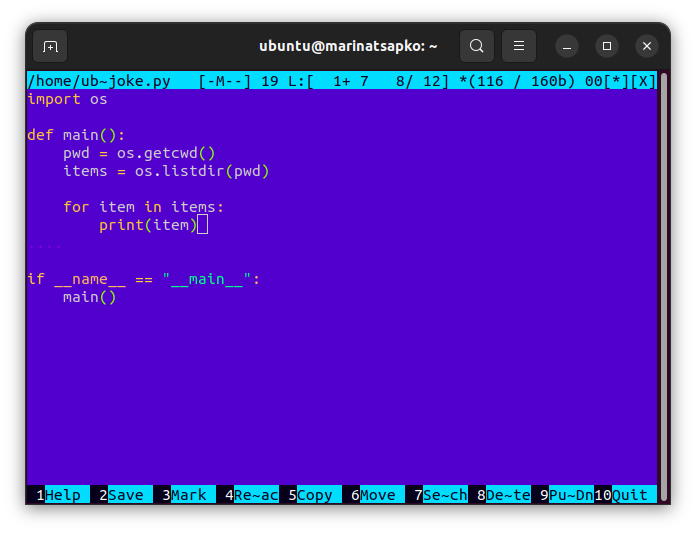 ubuntu@marinatsapko: ~
/home/ub~joke.py   [-M--] 19 L:[  1+ 7   8/ 12] *(116 / 160b) 00[*][X]
import os

def main():
    pwd = os.getcwd()
    items = os.listdir(pwd)

    for item in items:
        print(item)
....

if __name__ == "__main__":
    main()
1Help 2Save 3Mark 4Re~ac 5Copy 6Move 7Se~ch 8De~te 9Pu~Dn 10Quit